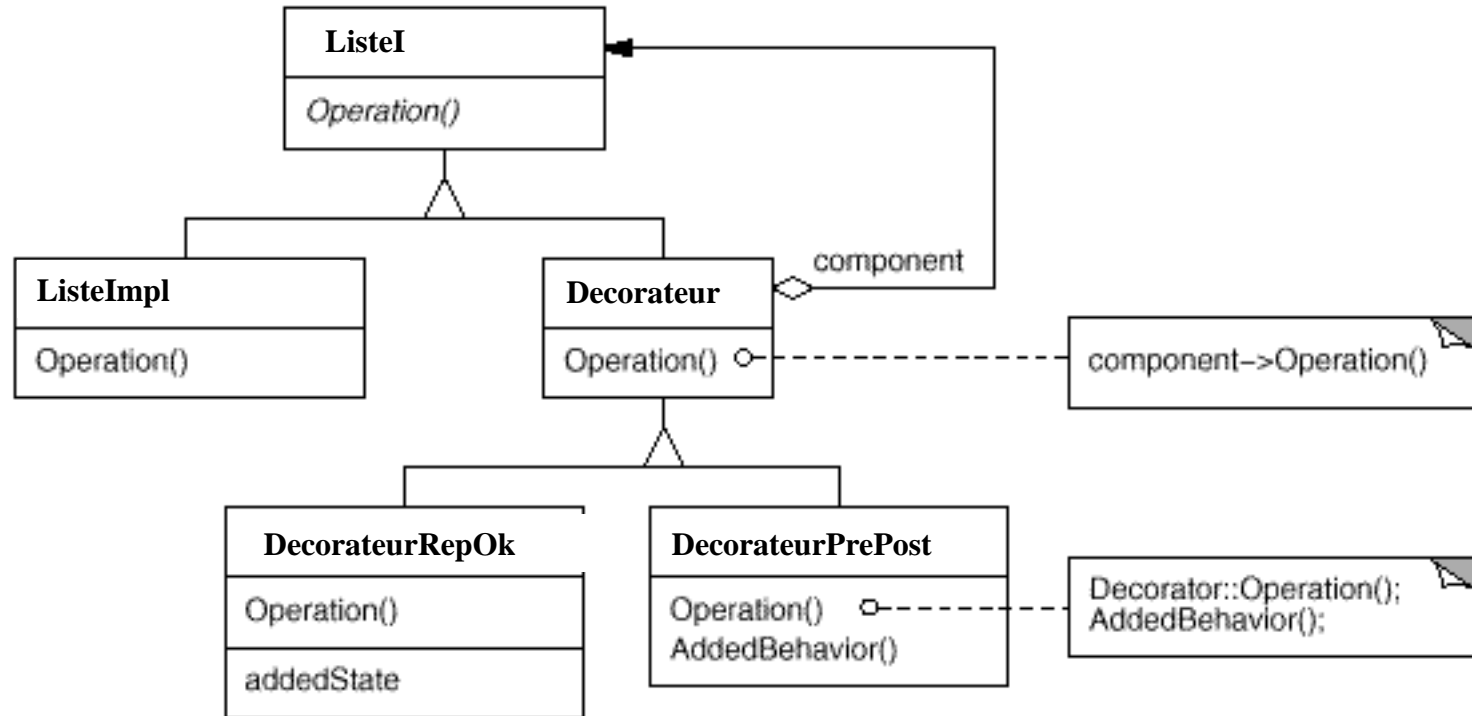 ListeI
Operation()
component
ListeImpl
Operation()
Decorateur
Operation()
component–>Operation()
DecorateurRepOk
Operation()
addedState
DecorateurPrePost
Operation()
AddedBehavior()
Decorator::Operation();
AddedBehavior();